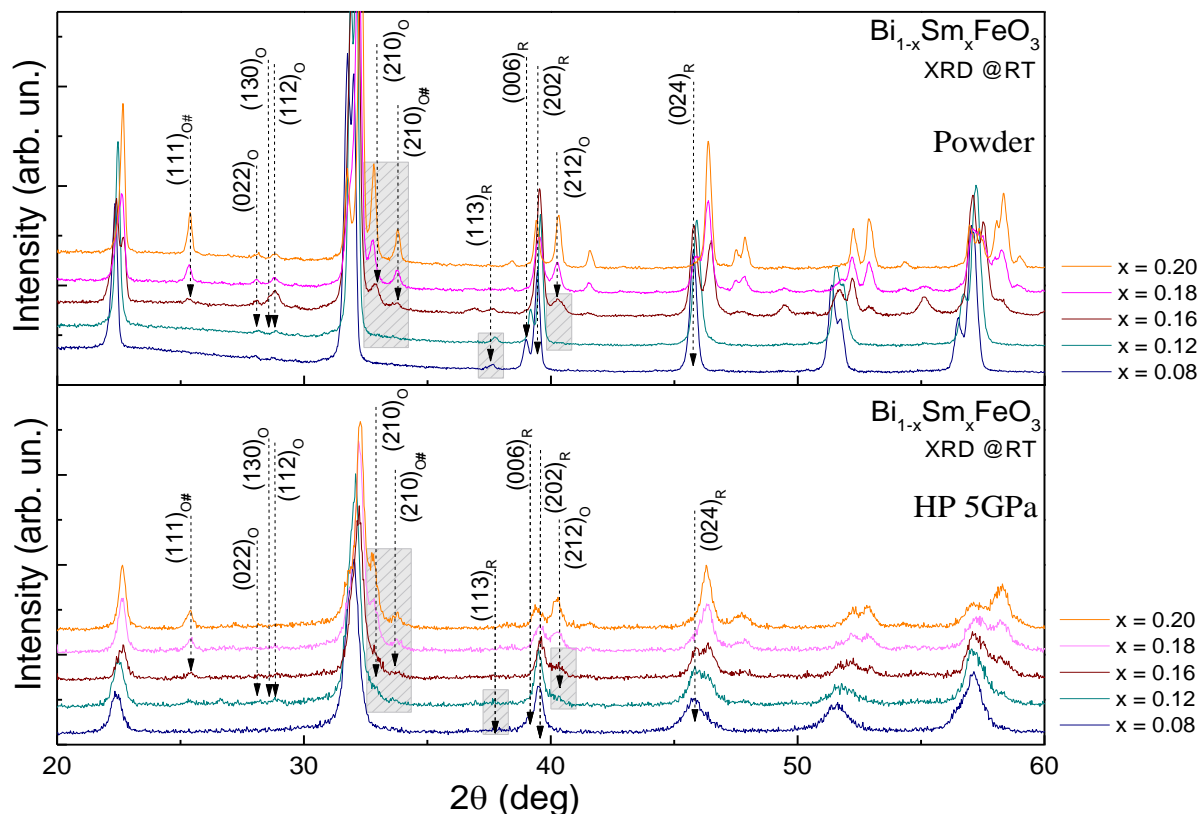 Bi1-xSmxFeO3
XRD @RT
Powder
Intensity (arb. un.)
(111)O#
(022)O
(130)O
(112)O
(210)O
(210)O#
(113)R
(006)R
(202)R
(212)O
(024)R
x = 0.20
x = 0.18
x = 0.16
x = 0.12
x = 0.08
Bi1-xSmxFeO3
XRD @RT
HP 5GPa
Intensity (arb. un.)
(111)O#
(022)O
(130)O
(112)O
(210)O
(210)O#
(113)R
(006)R
(202)R
(212)O
(024)R
x = 0.20
x = 0.18
x = 0.16
x = 0.12
x = 0.08
20 30 40 50 60
2θ (deg)